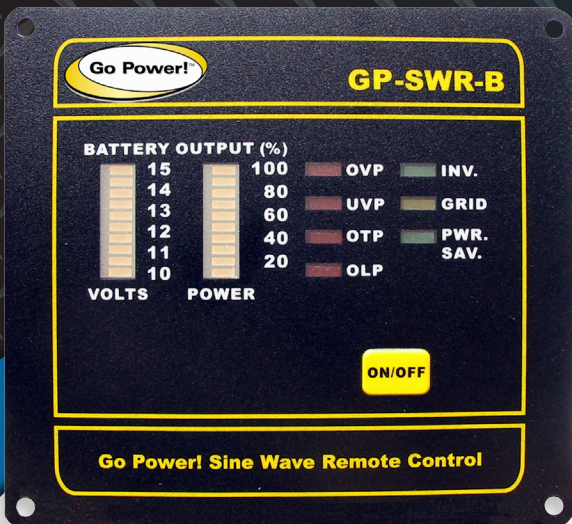 Go Power!™
GP-SWR-B
BATTERY OUTPUT (%)
15 100 OVP INV.
14 80
13 60 UVP GRID
12 40 OTP PWR.
11 20 SAV.
10 OLP
VOLTS POWER
ON/OFF
Go Power! Sine Wave Remote Control